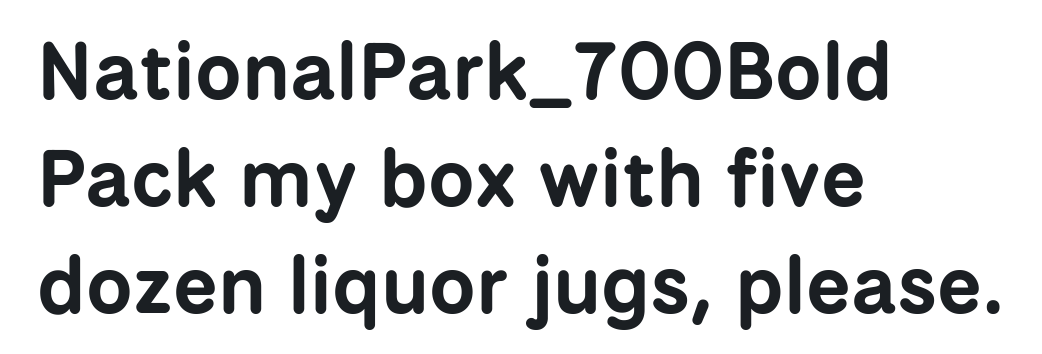 NationalPark_700Bold
Pack my box with five
dozen liquor jugs, please.